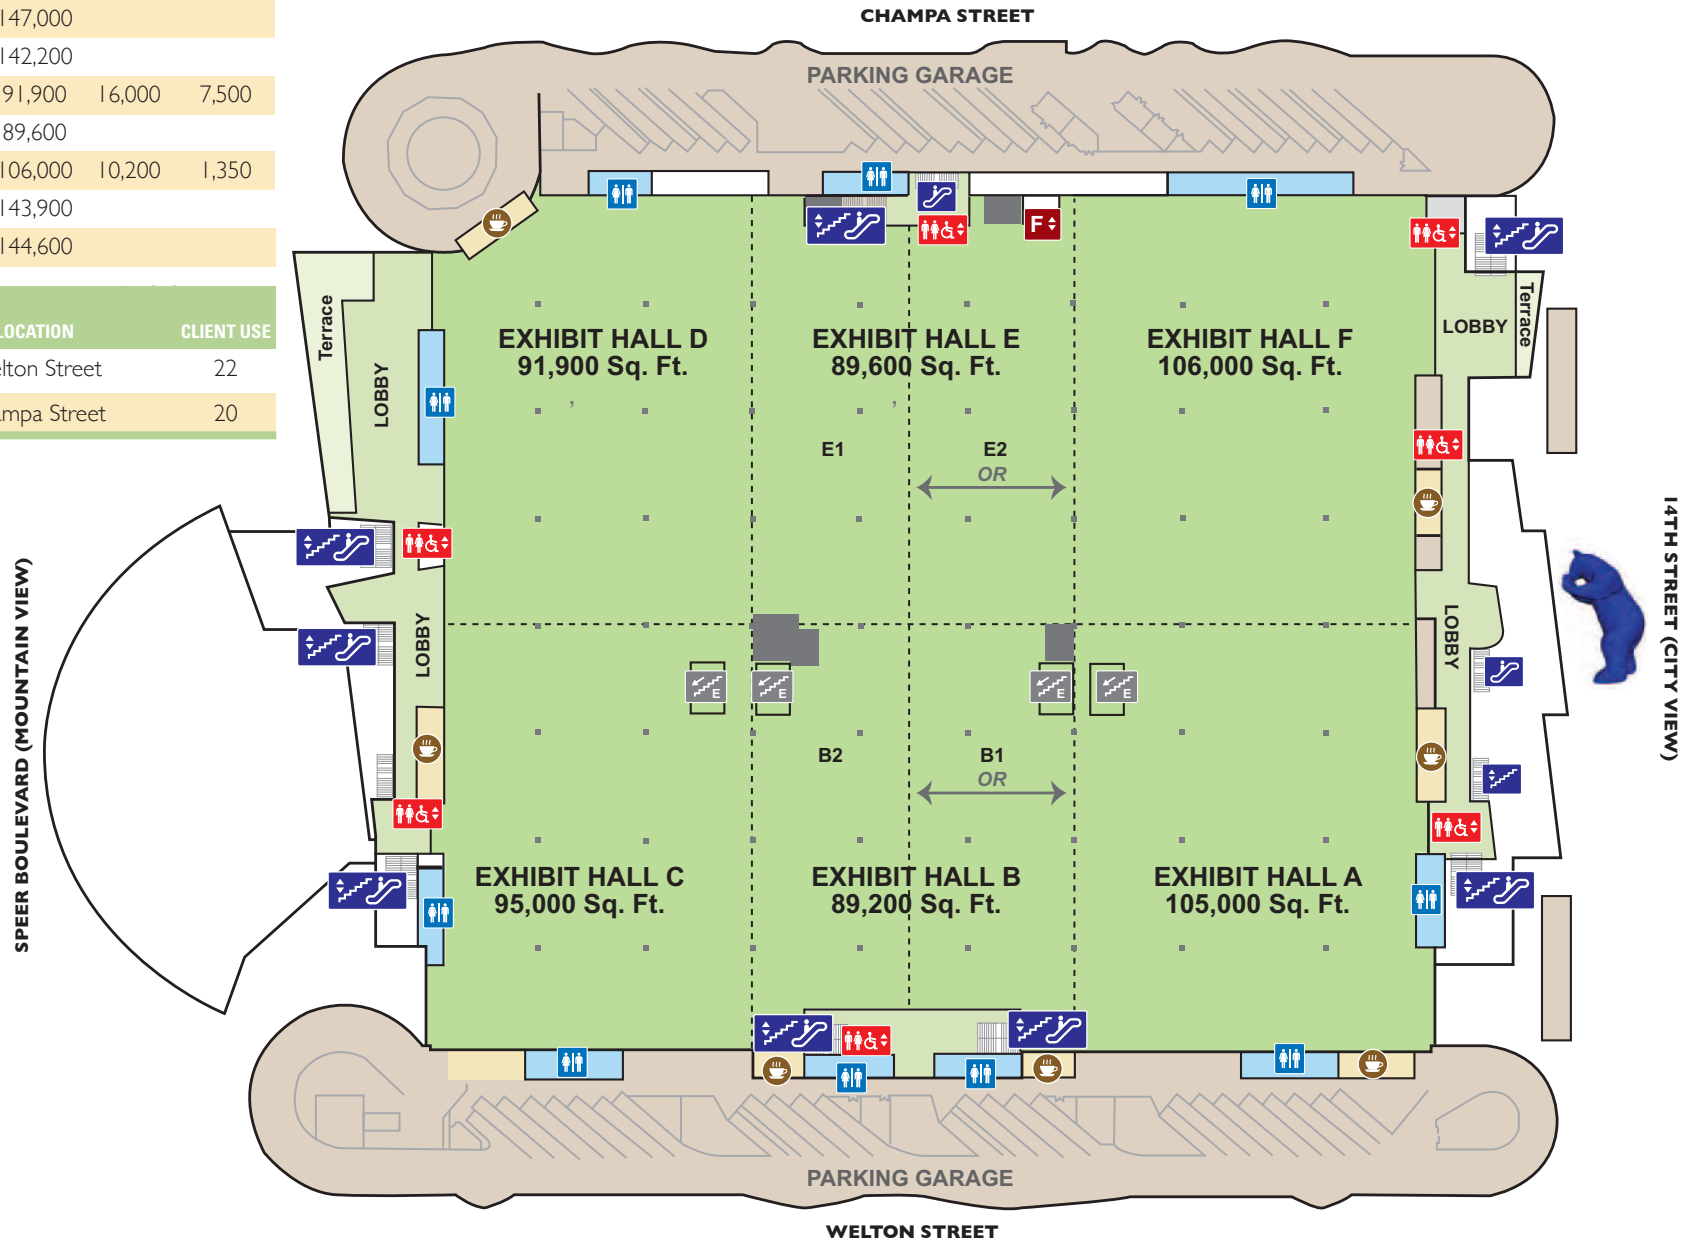 147,000
142,200
91,900 16,000 7,500
89,600
106,000 10,200 1,350
143,900
144,600
LOCATION CLIENT USE
elton Street 22
ampa Street 20
CHAMPA STREET
PARKING GARAGE
F
Terrace
LOBBY
EXHIBIT HALL D
91,900 Sq. Ft.
EXHIBIT HALL E
89,600 Sq. Ft.
EXHIBIT HALL F
106,000 Sq. Ft.
LOBBY
Terrace
E1
E2
OR
SPEER BOULEVARD (MOUNTAIN VIEW)
LOBBY
E
E
E
E
LOBBY
14TH STREET (CITY VIEW)
B2
B1
OR
EXHIBIT HALL C
95,000 Sq. Ft.
EXHIBIT HALL B
89,200 Sq. Ft.
EXHIBIT HALL A
105,000 Sq. Ft.
PARKING GARAGE
WELTON STREET